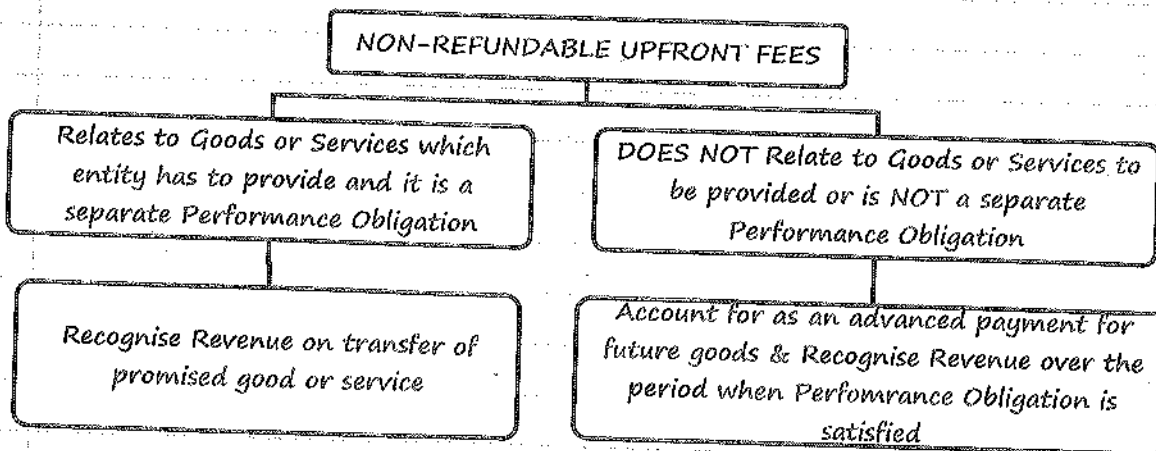 NON-REFUNDABLE UPFRONT FEES
Relates to Goods or Services which
entity has to provide and it is a
separate Performance Obligation
DOES NOT Relate to Goods or Services to
be provided or is NOT a separate
Performance Obligation
Recognise Revenue on transfer of
promised good or service
Account for as an advanced payment for
future goods & Recognise Revenue over the
period when Perfomrance Obligation is
satisfied